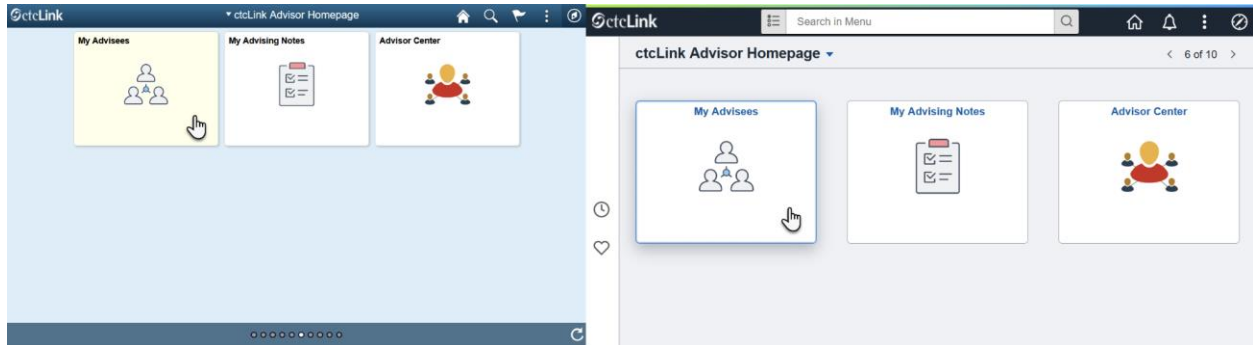 ctcLink
ctcLink Advisor Homepage
My Advisees
My Advising Notes
Advisor Center
ctcLink
Search in Menu
ctcLink Advisor Homepage
6 of 10
My Advisees
My Advising Notes
Advisor Center